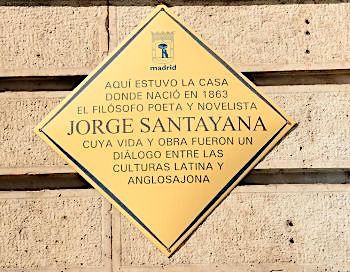 madrid
AQUÍ ESTUVO LA CASA
DONDE NACIÓ EN 1863
EL FILÓSOFO POETA Y NOVELISTA
JORGE SANTAYANA
CUYA VIDA Y OBRA FUERON UN
DIÁLOGO ENTRE LAS
CULTURAS LATINA Y
ANGLOSAJONA